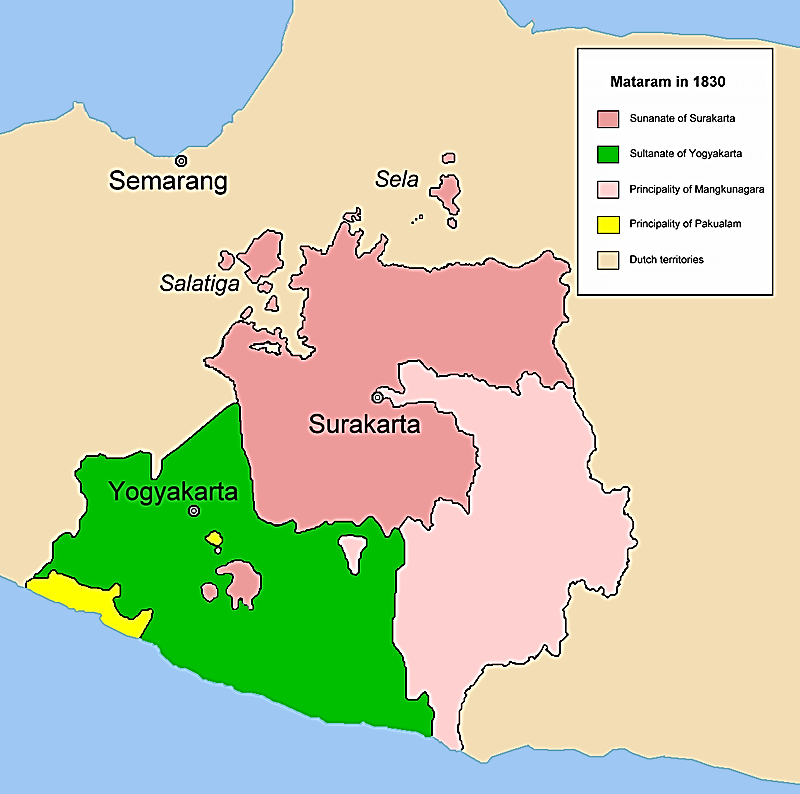 Mataram in 1830
Sunanate of Surakarta
Sultanate of Yogyakarta
Principality of Mangkunagara
Principality of Pakualam
Dutch territories
Semarang
Sela
Salatiga
Surakarta
Yogyakarta